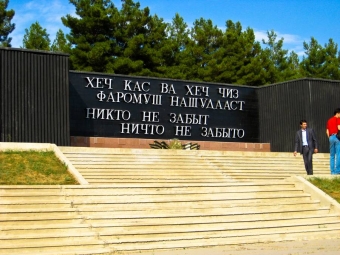 ХЕЧ КАС ВА ХЕЧ ЧИЗ
ФАРОМУШ НАШУДААСТ
НИКТО НЕ ЗАБЫТ
НИЧТО НЕ ЗАБЫТО